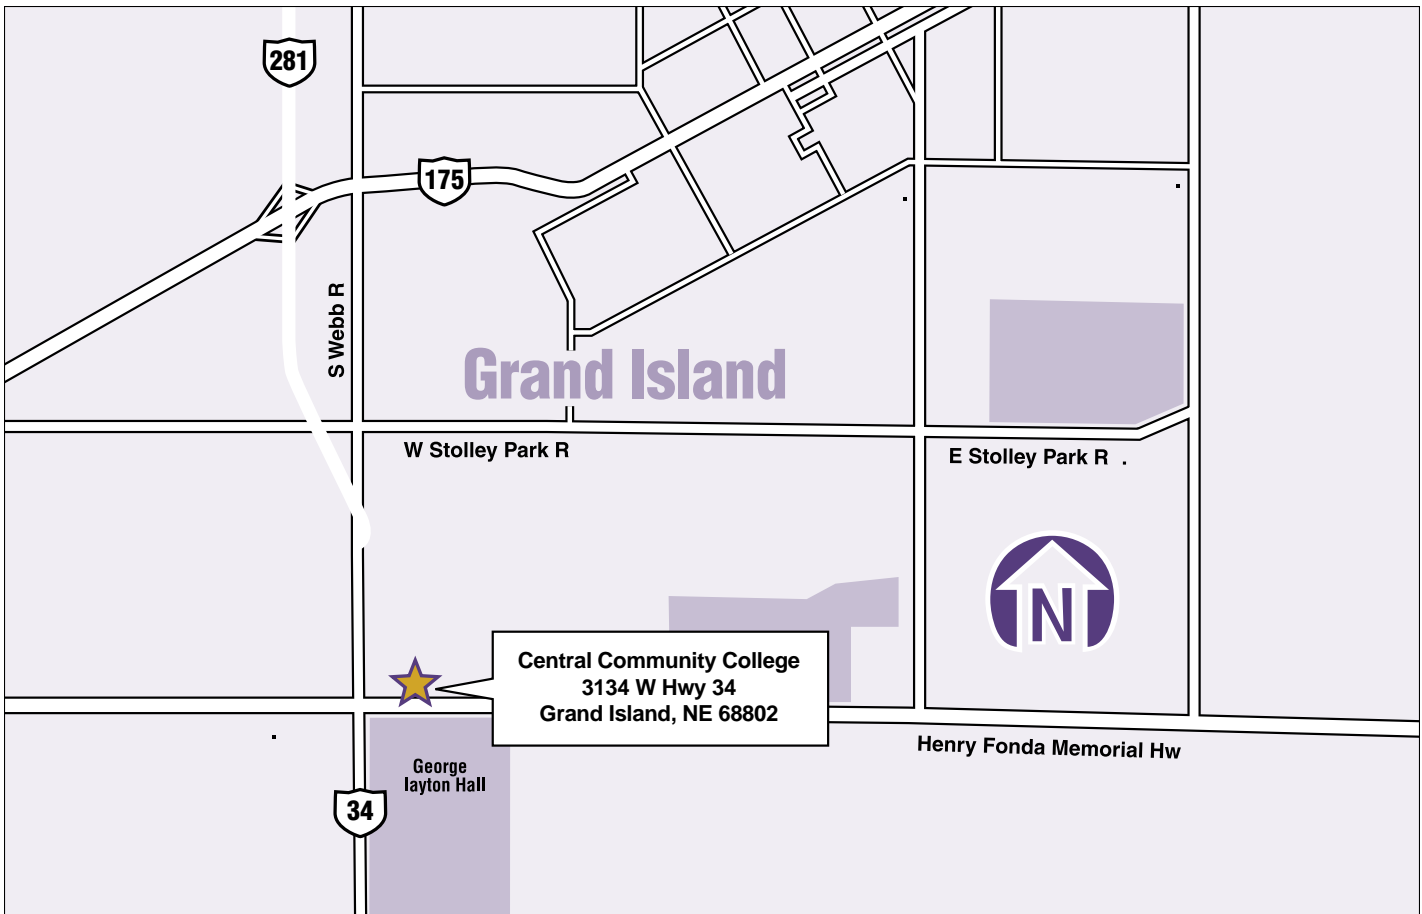 281
175
S Webb R
Grand Island
W Stolley Park R
E Stolley Park R .
N
Central Community College
3134 W Hwy 34
Grand Island, NE 68802
Henry Fonda Memorial Hw
George
layton Hall
34